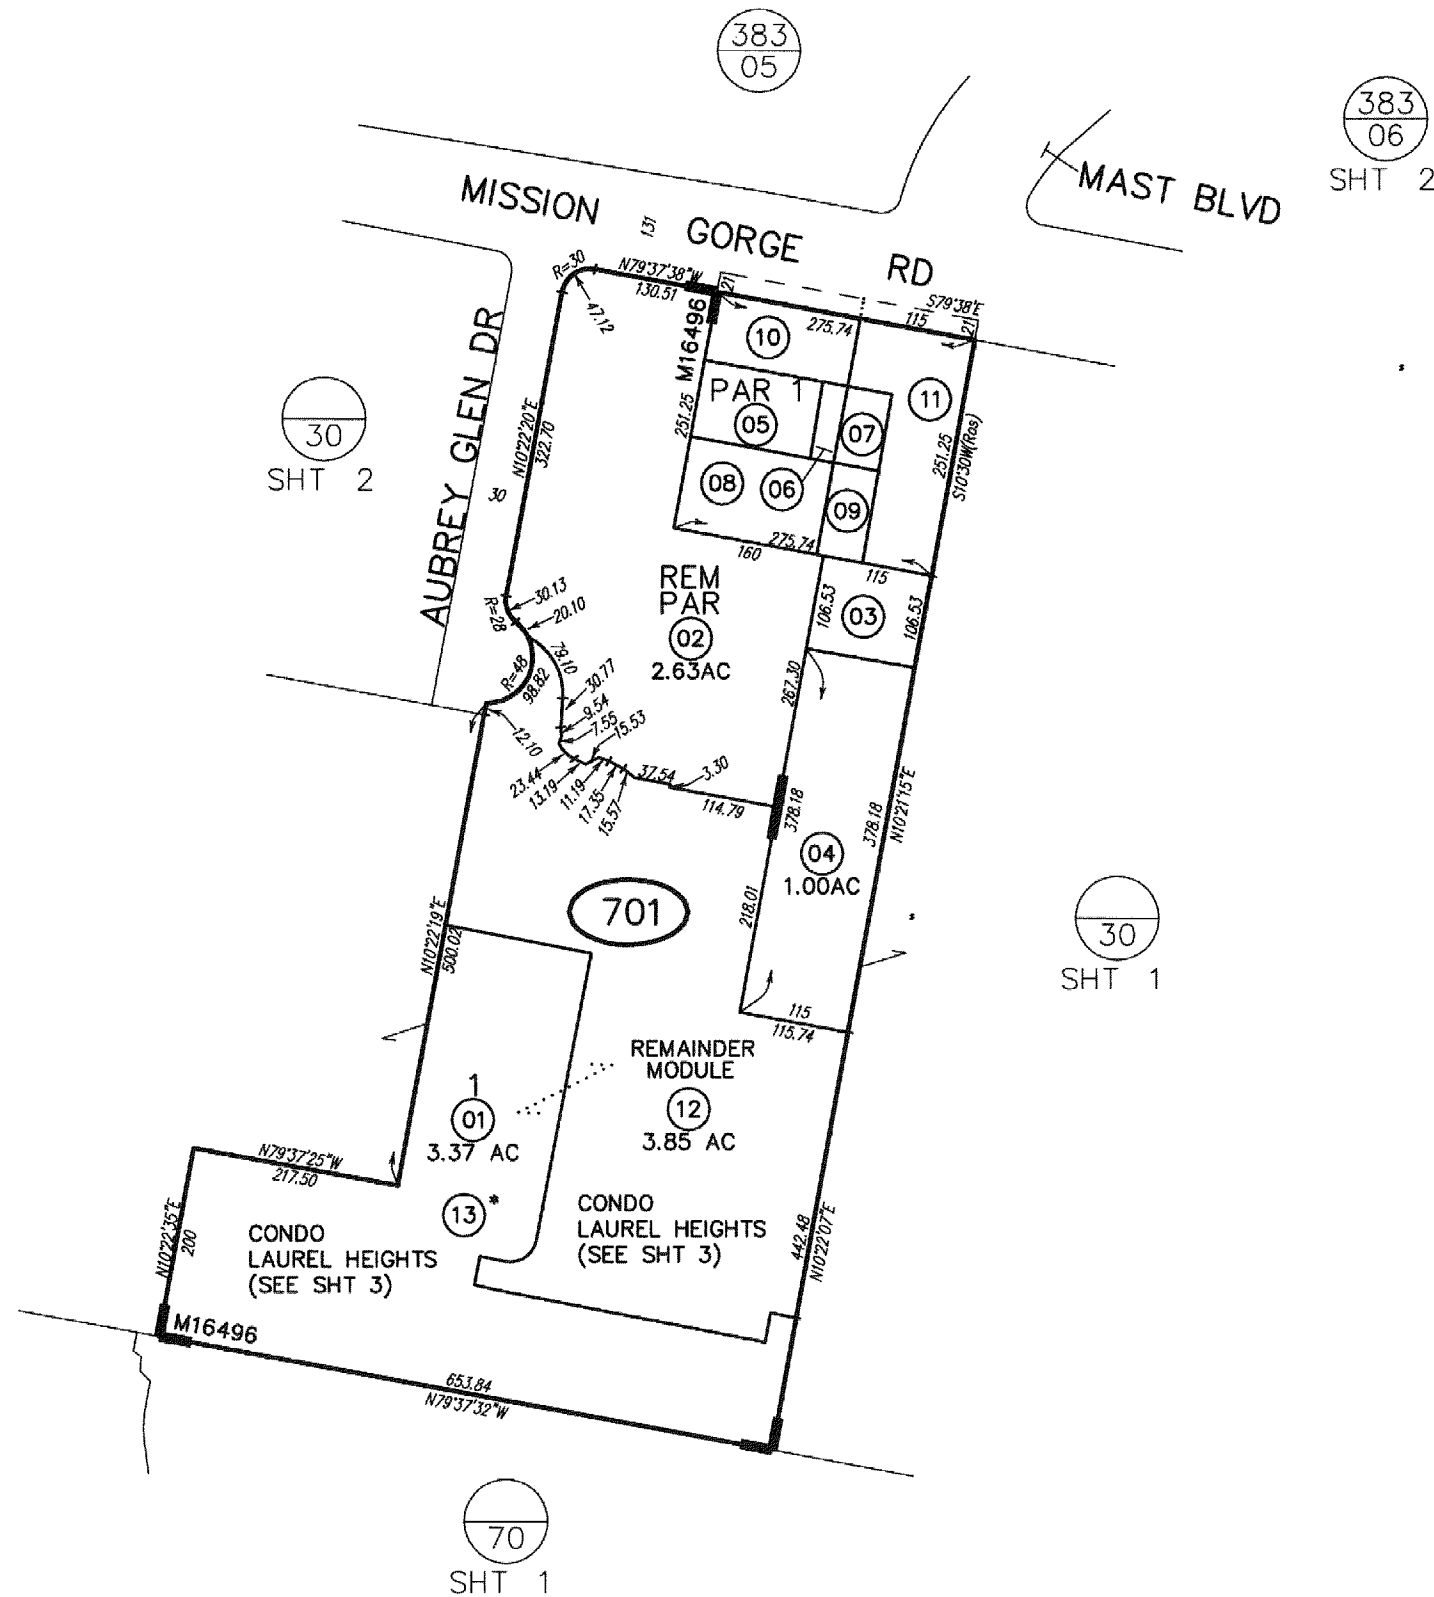 383
05
383
06
SHT 2
MISSION GORGE RD
MAST BLVD
131
R=30
47.12
N79°37'38"W
130.51
21
S79°38'E
115
21
275.74
M16496
10
11
PAR 1
05
07
251.25
251.25
S10°30'W(Ros)
08
06
09
30
SHT 2
AUBREY GLEN DR
N10°22'20"E
322.70
30
275.74
160
115
REM
PAR
02
2.63AC
106.53
03
106.53
R=28
30.13
20.10
79.10
R=48
98.82
30.77
9.54
7.55
15.53
12.10
23.44
13.19
11.19
17.35
15.57
37.54
3.30
114.79
267.30
378.18
378.18
N10°21'15"E
04
1.00AC
218.01
701
30
SHT 1
N10°22'19"E
500.02
115
115.74
REMAINDER
MODULE
12
3.85 AC
1
01
3.37 AC
13*
N79°37'25"W
217.50
N10°22'35"E
200
CONDO
LAUREL HEIGHTS
(SEE SHT 3)
CONDO
LAUREL HEIGHTS
(SEE SHT 3)
442.48
N10°22'07"E
M16496
653.84
N79°37'32"W
70
SHT 1